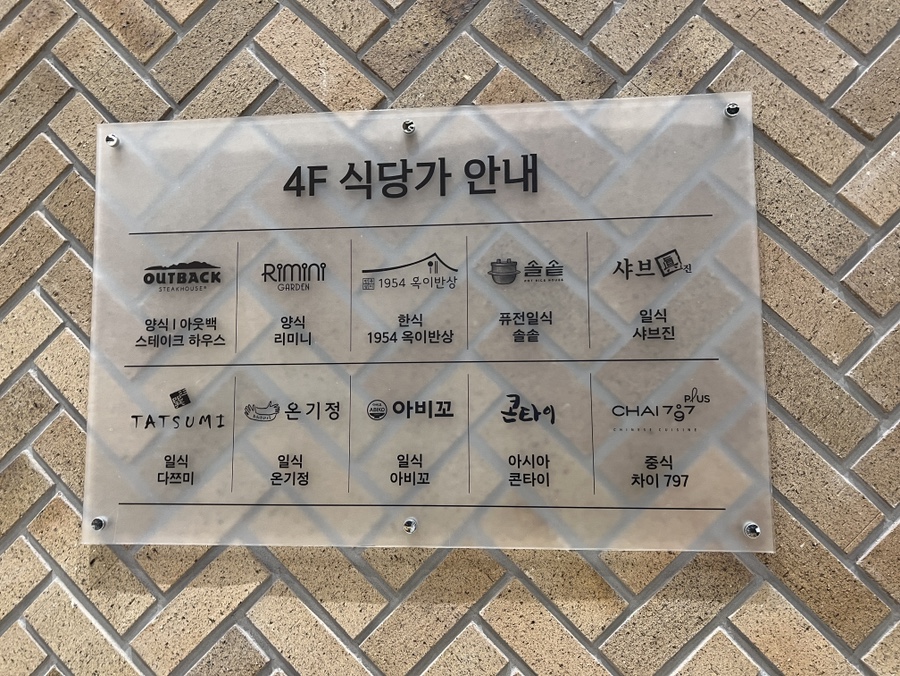 4F 식당가 안내
OUTBACK
STEAKHOUSE
양식 | 아웃백
스테이크 하우스
RIMINI
GARDEN
양식
리미니
1954 옥이반상
한식
1954 옥이반상
솔솥
퓨전일식
솔솥
샤브眞진
일식
샤브진
TATSUMI
일식
다쯔미
온기정
일식
온기정
ABIKO
아비꼬
일식
아비꼬
콘타이
아시아
콘타이
CHAI797 PLUS
CHINESE CUISINE
중식
차이 797